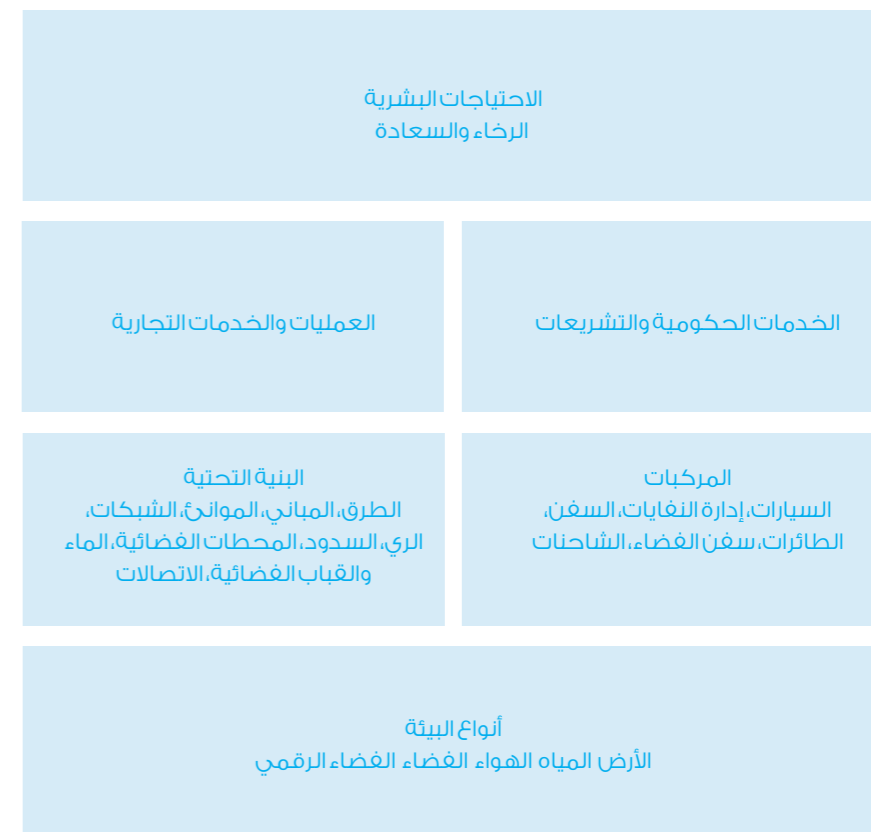 الاحتياجات البشرية
الرخاء والسعادة
الخدمات الحكومية والتشريعات
العمليات والخدمات التجارية
المركبات
السيارات، إدارة النفايات، السفن،
الطائرات، سفن الفضاء، الشاحنات
البنية التحتية
الطرق، المباني، الموانئ، الشبكات،
الري، السدود، المحطات الفضائية، الماء
والقباب الفضائية، الاتصالات
أنواع البيئة
الأرض المياه الهواء الفضاء الفضاء الرقمي